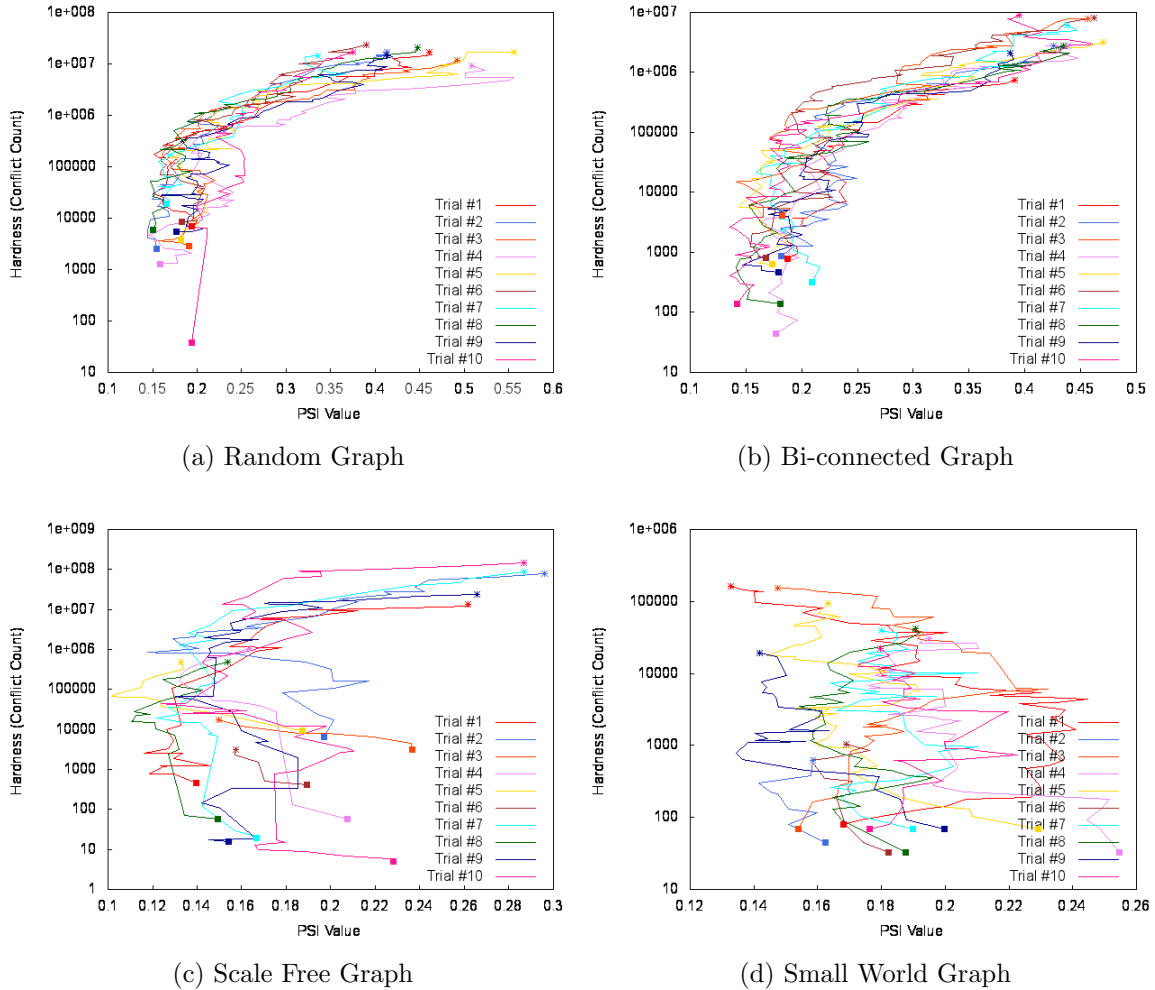 1e+008
1e+007
1e+006
100000
10000
1000
100
10
Hardness (Conflict Count)
Trial #1
Trial #2
Trial #3
Trial #4
Trial #5
Trial #6
Trial #7
Trial #8
Trial #9
Trial #10
0.1 0.15 0.2 0.25 0.3 0.35 0.4 0.45 0.5 0.55 0.6
PSI Value
(a) Random Graph
1e+007
1e+006
100000
10000
1000
100
10
Hardness (Conflict Count)
Trial #1
Trial #2
Trial #3
Trial #4
Trial #5
Trial #6
Trial #7
Trial #8
Trial #9
Trial #10
0.1 0.15 0.2 0.25 0.3 0.35 0.4 0.45 0.5
PSI Value
(b) Bi-connected Graph
1e+009
1e+008
1e+007
1e+006
100000
10000
1000
100
10
1
Hardness (Conflict Count)
Trial #1
Trial #2
Trial #3
Trial #4
Trial #5
Trial #6
Trial #7
Trial #8
Trial #9
Trial #10
0.1 0.12 0.14 0.16 0.18 0.2 0.22 0.24 0.26 0.28 0.3
PSI Value
(c) Scale Free Graph
1e+006
100000
10000
1000
100
10
Hardness (Conflict Count)
Trial #1
Trial #2
Trial #3
Trial #4
Trial #5
Trial #6
Trial #7
Trial #8
Trial #9
Trial #10
0.12 0.14 0.16 0.18 0.2 0.22 0.24 0.26
PSI Value
(d) Small World Graph